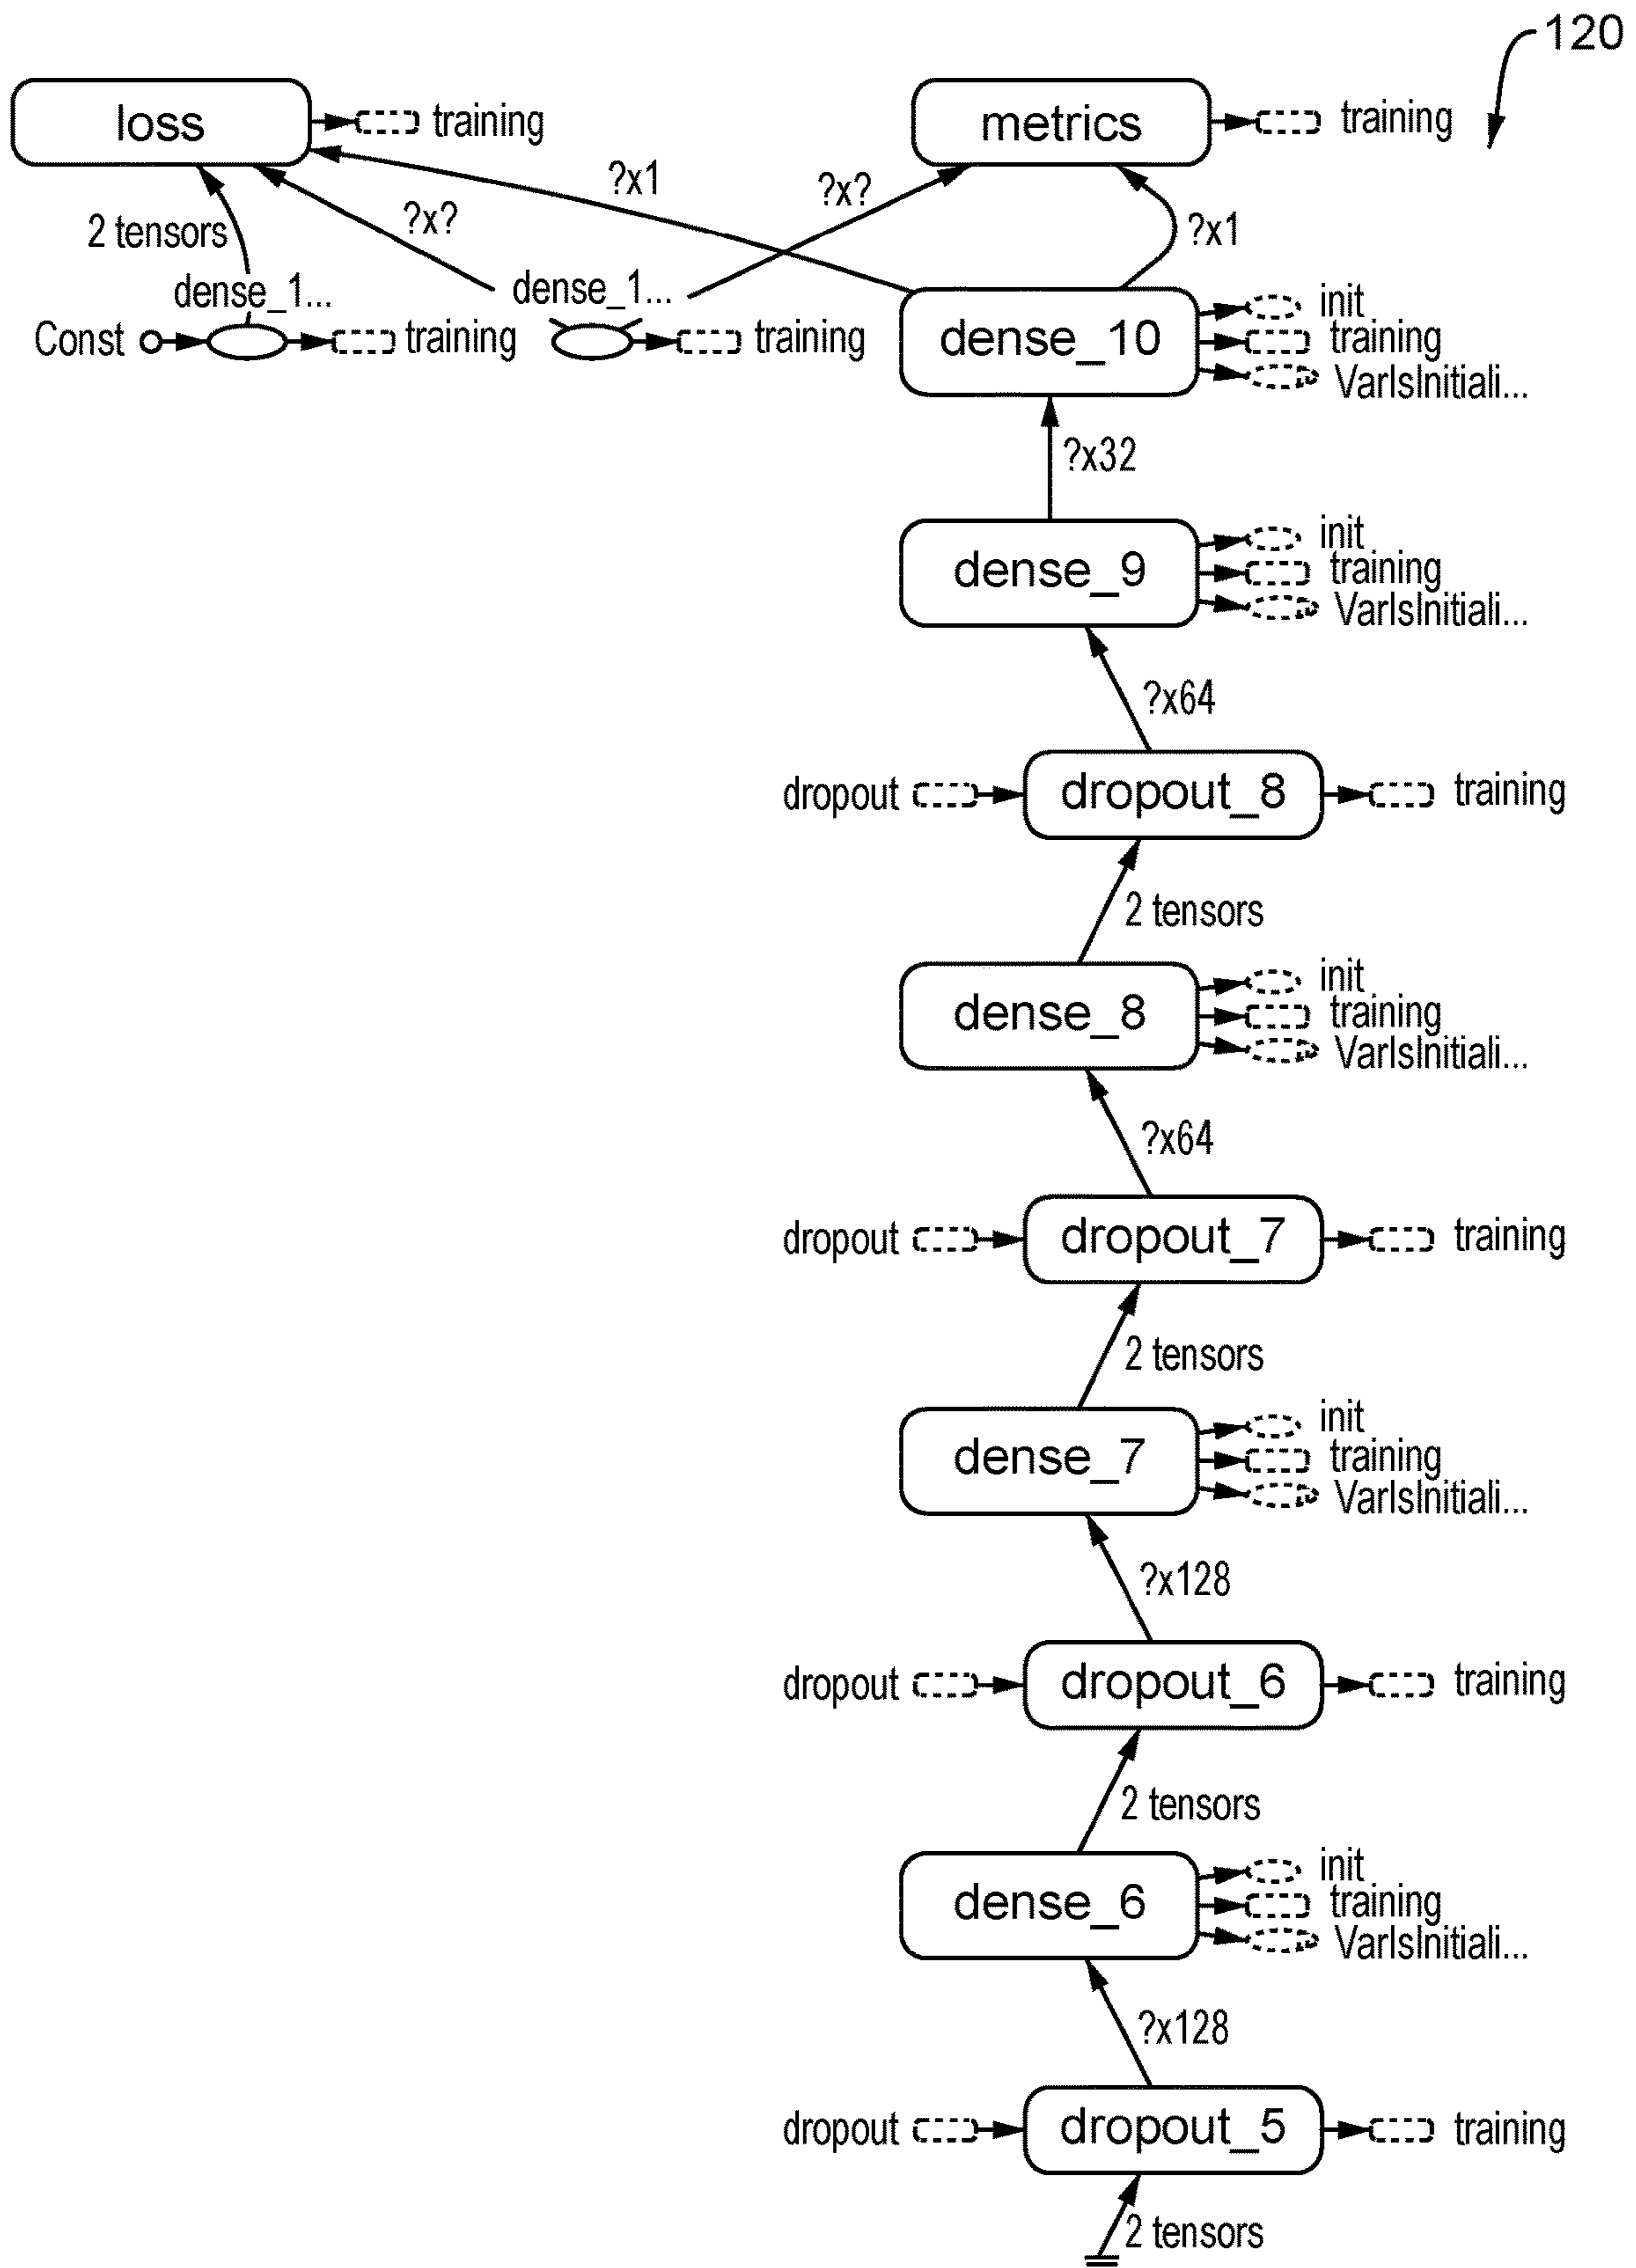 120
loss
training
metrics
training
?x1
?x?
2 tensors
?x?
?x1
dense_1...
dense_1...
Const
training
training
dense_10
init
training
VarIsInitiali...
?x32
dense_9
init
training
VarIsInitiali...
?x64
dropout
dropout_8
training
2 tensors
dense_8
init
training
VarIsInitiali...
?x64
dropout
dropout_7
training
2 tensors
dense_7
init
training
VarIsInitiali...
?x128
dropout
dropout_6
training
2 tensors
dense_6
init
training
VarIsInitiali...
?x128
dropout
dropout_5
training
2 tensors